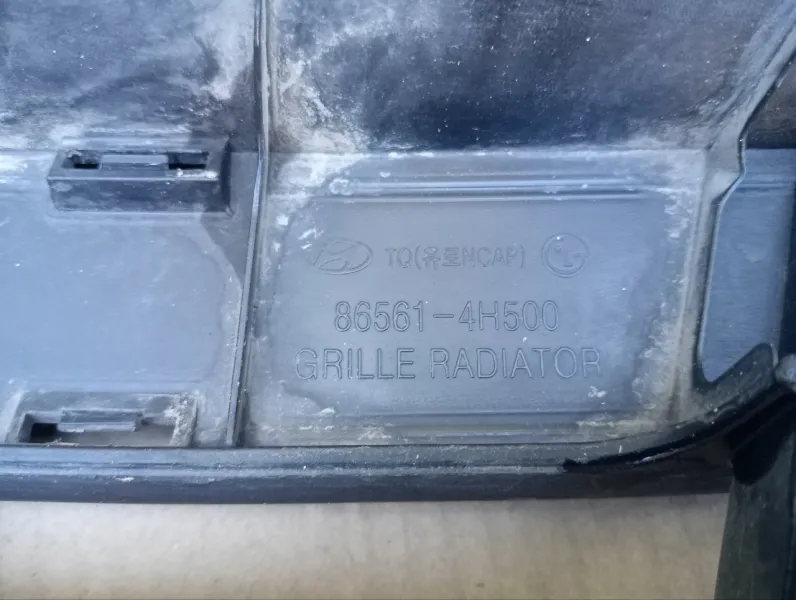 TQ(유로NCAP)
86561-4H500
GRILLE RADIATOR